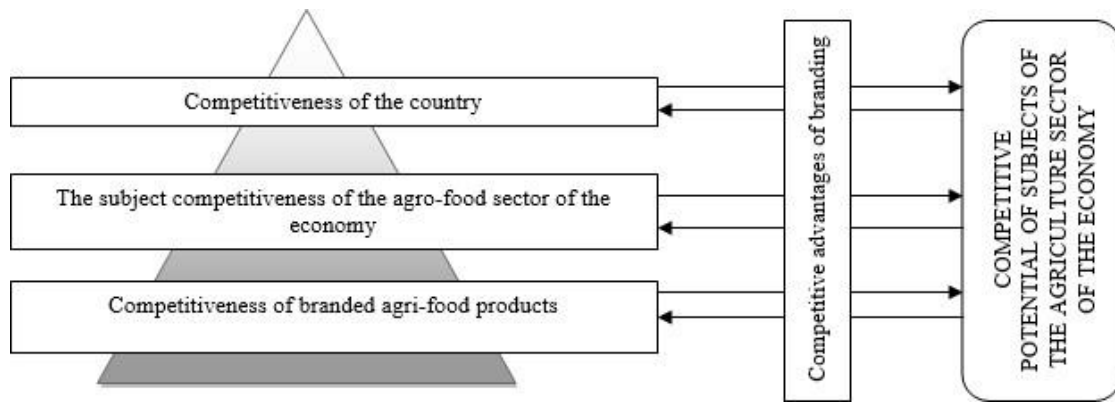 Competitiveness of the country
The subject competitiveness of the agro-food sector of the
economy
Competitiveness of branded agri-food products
Competitive advantages of branding
COMPETITIVE
POTENTIAL OF SUBJECTS OF
THE AGRICULTURE SECTOR
OF THE ECONOMY